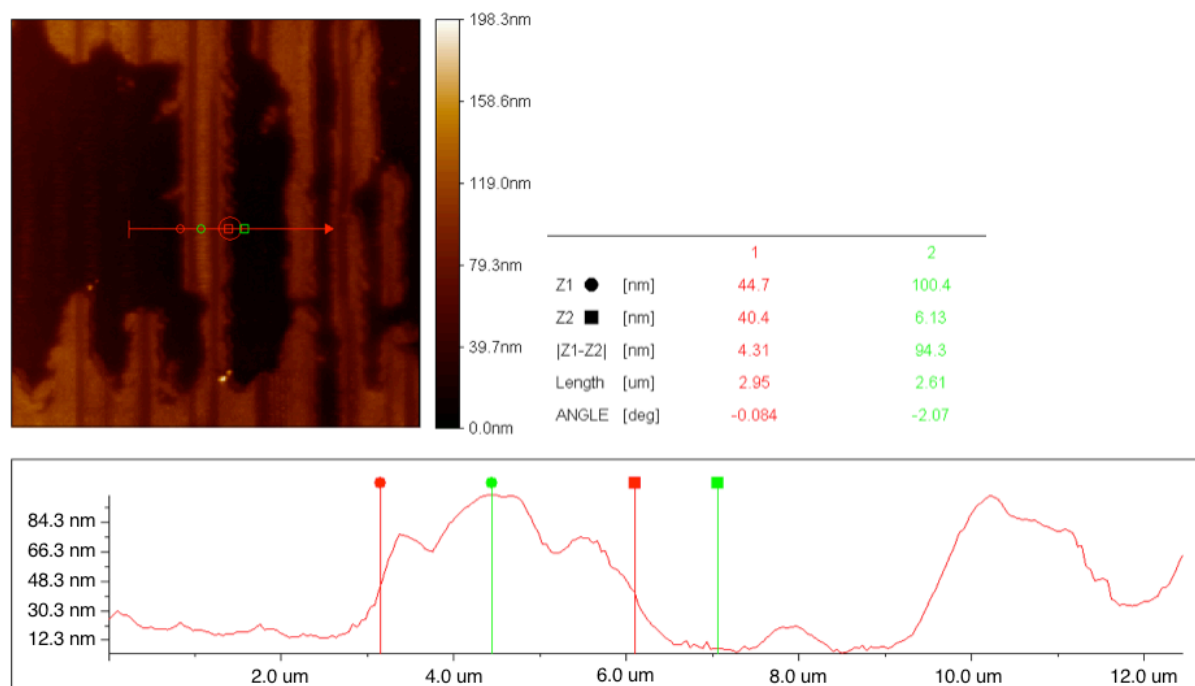 198.3nm
158.6nm
119.0nm
79.3nm
39.7nm
0.0nm
1 2
Z1 [nm] 44.7 100.4
Z2 [nm] 40.4 6.13
|Z1-Z2| [nm] 4.31 94.3
Length [um] 2.95 2.61
ANGLE [deg] -0.084 -2.07
84.3 nm
66.3 nm
48.3 nm
30.3 nm
12.3 nm
2.0 um 4.0 um 6.0 um 8.0 um 10.0 um 12.0 um